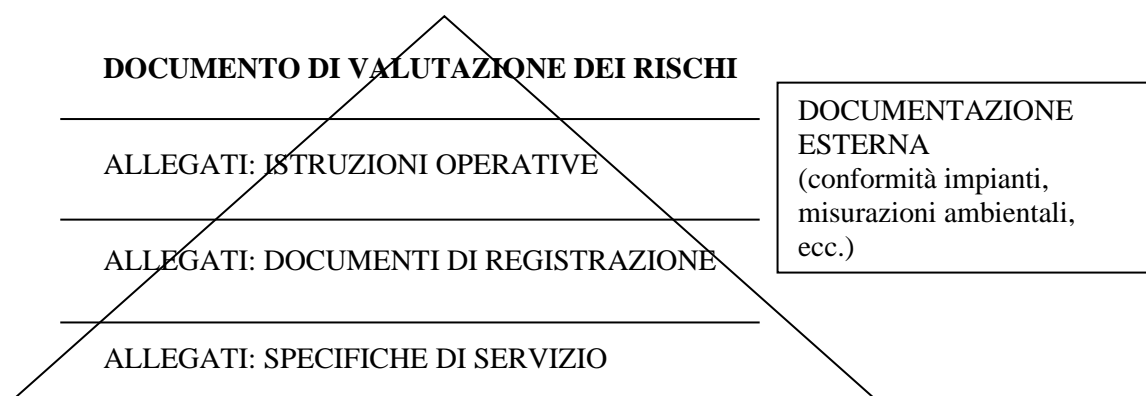 DOCUMENTO DI VALUTAZIONE DEI RISCHI
ALLEGATI: ISTRUZIONI OPERATIVE
ALLEGATI: DOCUMENTI DI REGISTRAZIONE
ALLEGATI: SPECIFICHE DI SERVIZIO
DOCUMENTAZIONE
ESTERNA
(conformità impianti,
misurazioni ambientali,
ecc.)